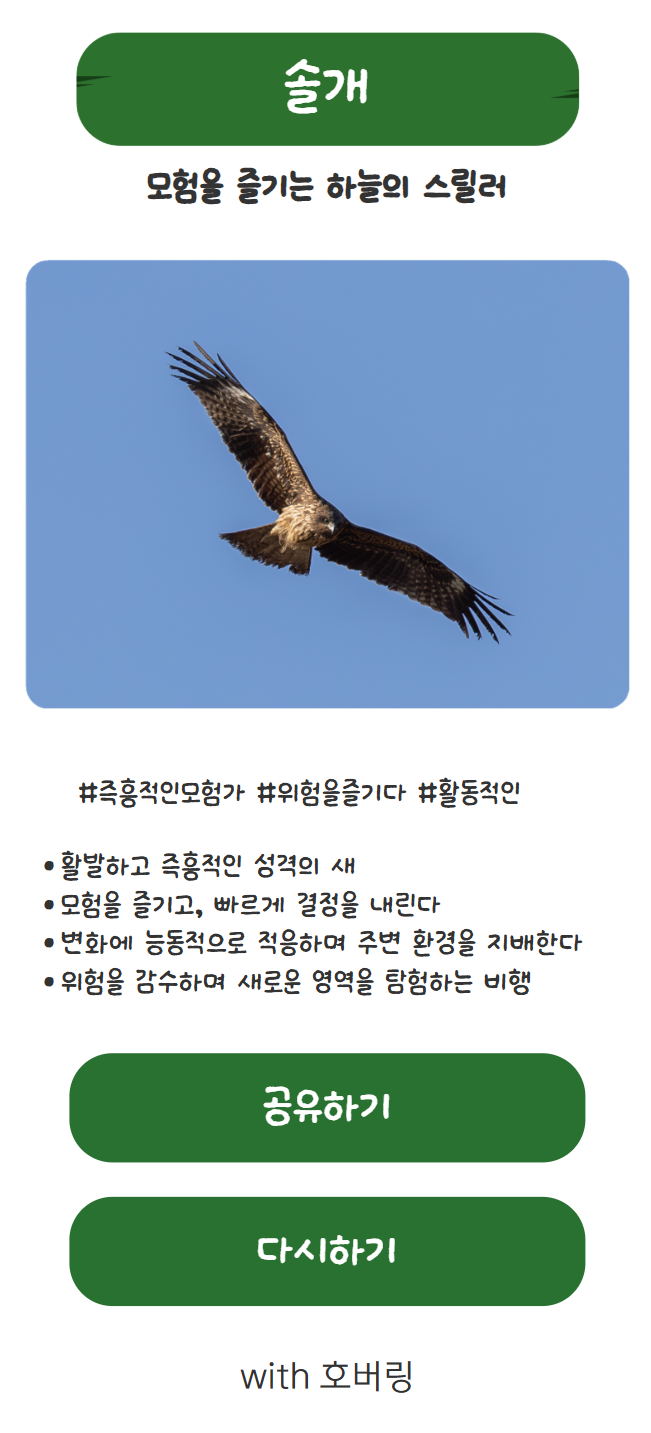 솔개
모험을 즐기는 하늘의 스릴러
#즉흥적인모험가 #위험을즐기다 #활동적인
• 활발하고 즉흥적인 성격의 새
• 모험을 즐기고, 빠르게 결정을 내린다
• 변화에 능동적으로 적응하며 주변 환경을 지배한다
• 위험을 감수하며 새로운 영역을 탐험하는 비행
공유하기
다시하기
with 호버링